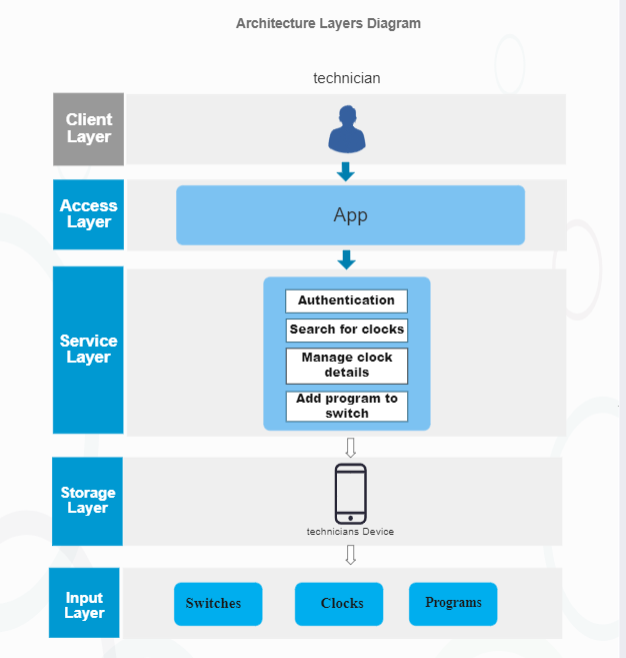 Architecture Layers Diagram
technician
Client
Layer
Access
Layer
App
Service
Layer
Authentication
Search for clocks
Manage clock
details
Add program to
switch
Storage
Layer
technicians Device
Input
Layer
Switches
Clocks
Programs